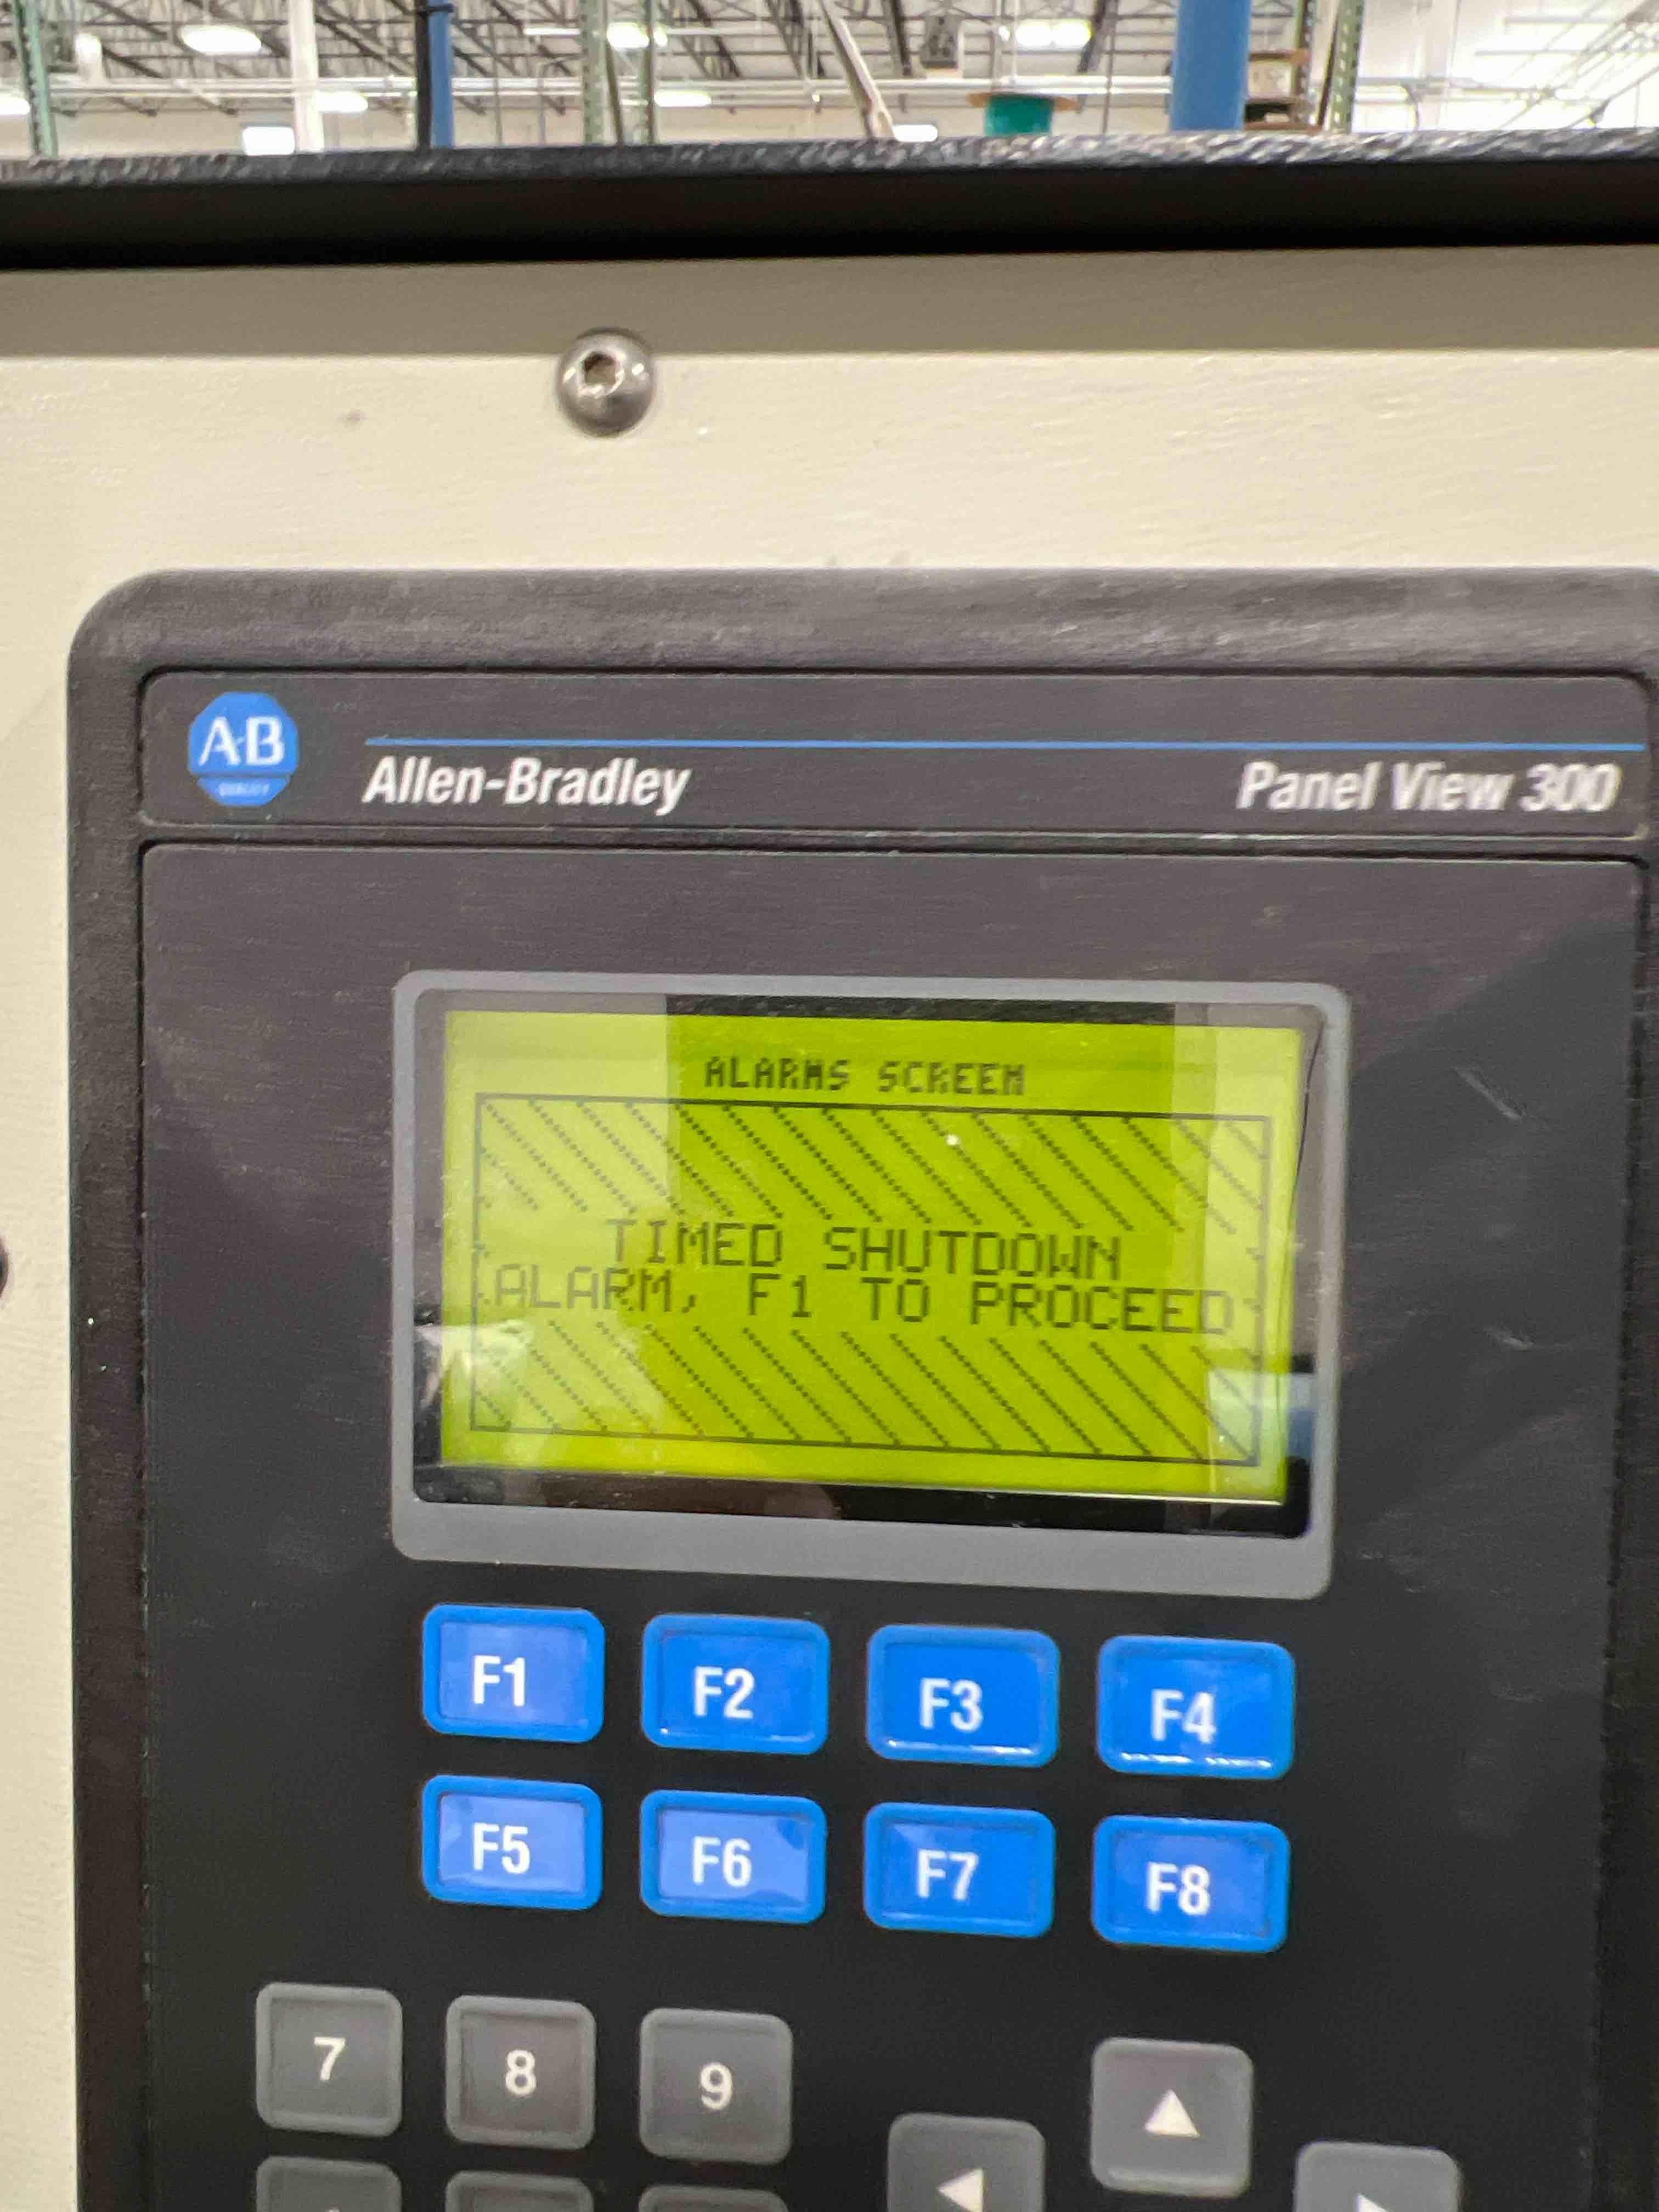 A·B
QUALITY
Allen-Bradley
Panel View 300
ALARMS SCREEN
TIMED SHUTDOWN
ALARM, F1 TO PROCEED
F1 F2 F3 F4
F5 F6 F7 F8
7 8 9